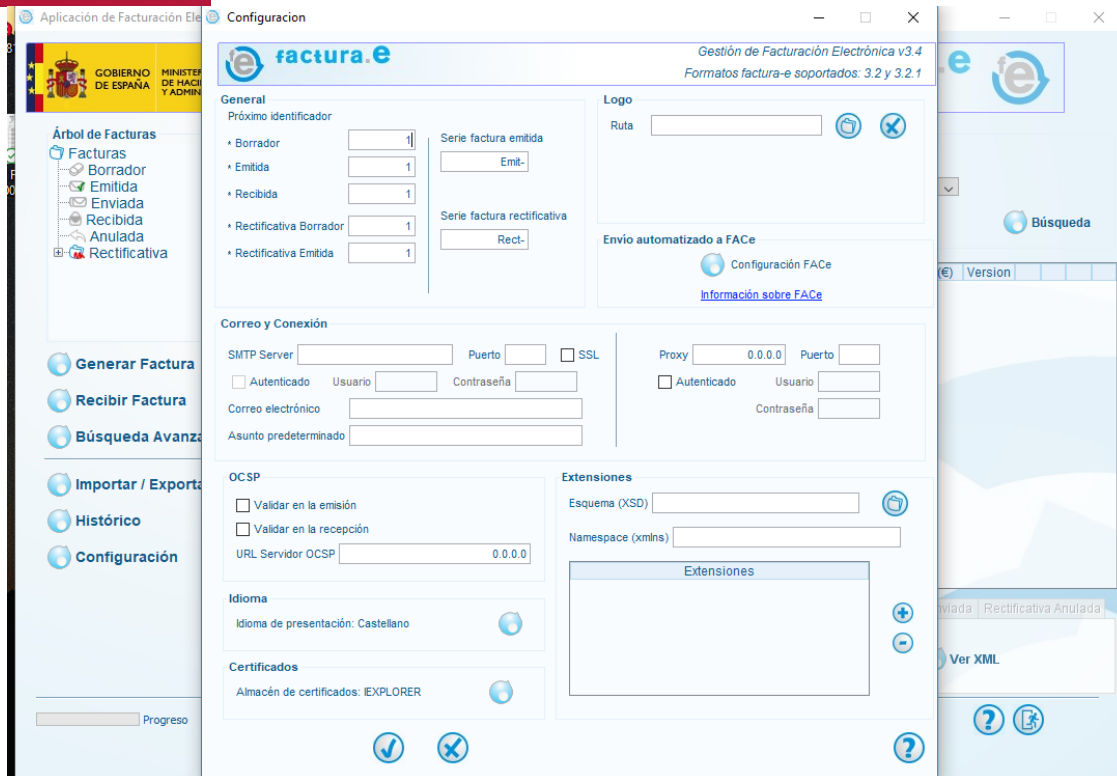 Aplicación de Facturación Ele
Configuracion
GOBIERNO DE ESPAÑA
MINISTER
DE HACI
Y ADMIN
factura.e
Gestión de Facturación Electrónica v3.4
Formatos factura-e soportados: 3.2 y 3.2.1
Árbol de Facturas
Facturas
Borrador
Emitida
Enviada
Recibida
Anulada
Rectificativa
Generar Factura
Recibir Factura
Búsqueda Avanza
Importar / Exporta
Histórico
Configuración
Progreso
General
Próximo identificador
* Borrador 1
* Emitida 1
* Recibida 1
* Rectificativa Borrador 1
* Rectificativa Emitida 1
Serie factura emitida
Emit-
Serie factura rectificativa
Rect-
Logo
Ruta
Envío automatizado a FACe
Configuración FACe
Información sobre FACe
Correo y Conexión
SMTP Server Puerto SSL
Autenticado Usuario Contraseña
Correo electrónico
Asunto predeterminado
Proxy 0.0.0.0 Puerto
Autenticado Usuario
Contraseña
OCSP
Validar en la emisión
Validar en la recepción
URL Servidor OCSP 0.0.0.0
Idioma
Idioma de presentación: Castellano
Certificados
Almacén de certificados: IEXPLORER
Extensiones
Esquema (XSD)
Namespace (xmlns)
Extensiones
.e
Búsqueda
(€) Version
nviada Rectificativa Anulada
Ver XML